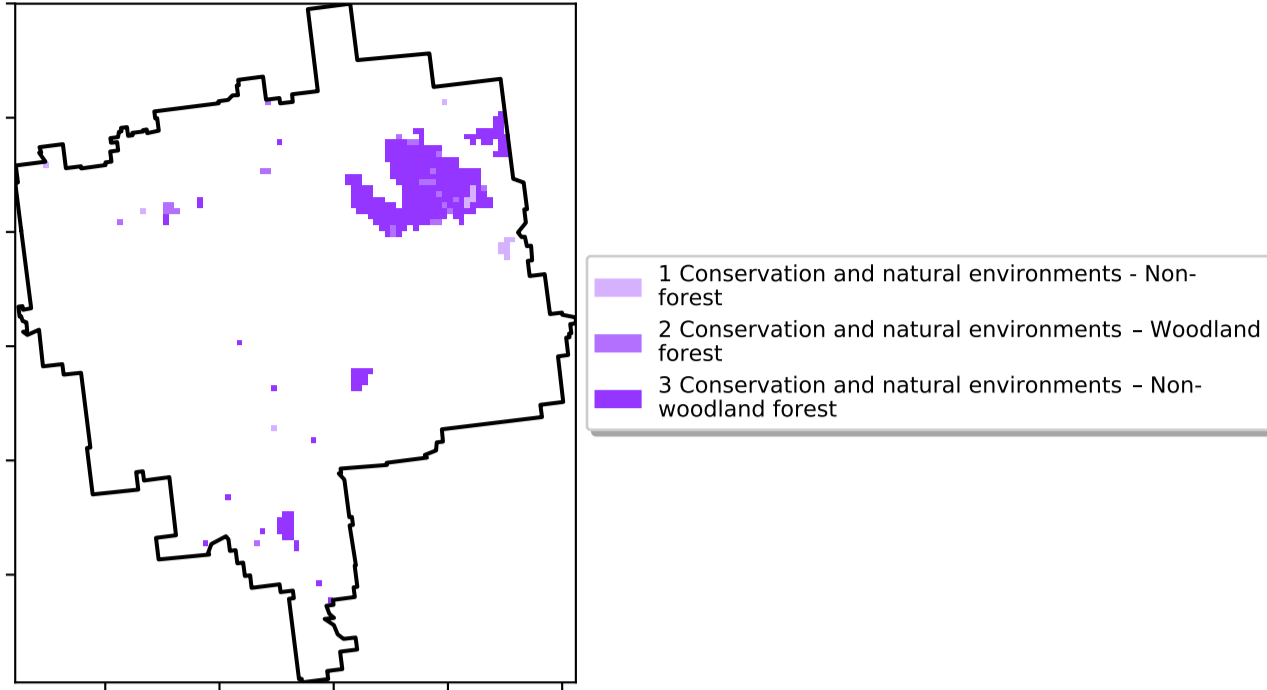 1 Conservation and natural environments - Non-
forest
2 Conservation and natural environments – Woodland
forest
3 Conservation and natural environments – Non-
woodland forest